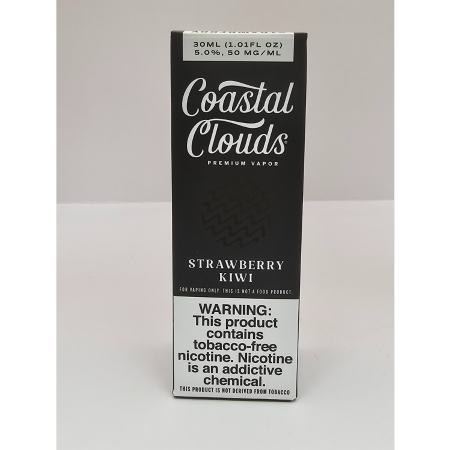 30ML (1.01FL OZ)
5.0%, 50 MG/ML
Coastal
Clouds
PREMIUM VAPOR
STRAWBERRY
KIWI
FOR VAPING ONLY. THIS IS NOT A FOOD PRODUCT.
WARNING:
This product
contains
tobacco-free
nicotine. Nicotine
is an addictive
chemical.
THIS PRODUCT IS NOT DERIVED FROM TOBACCO